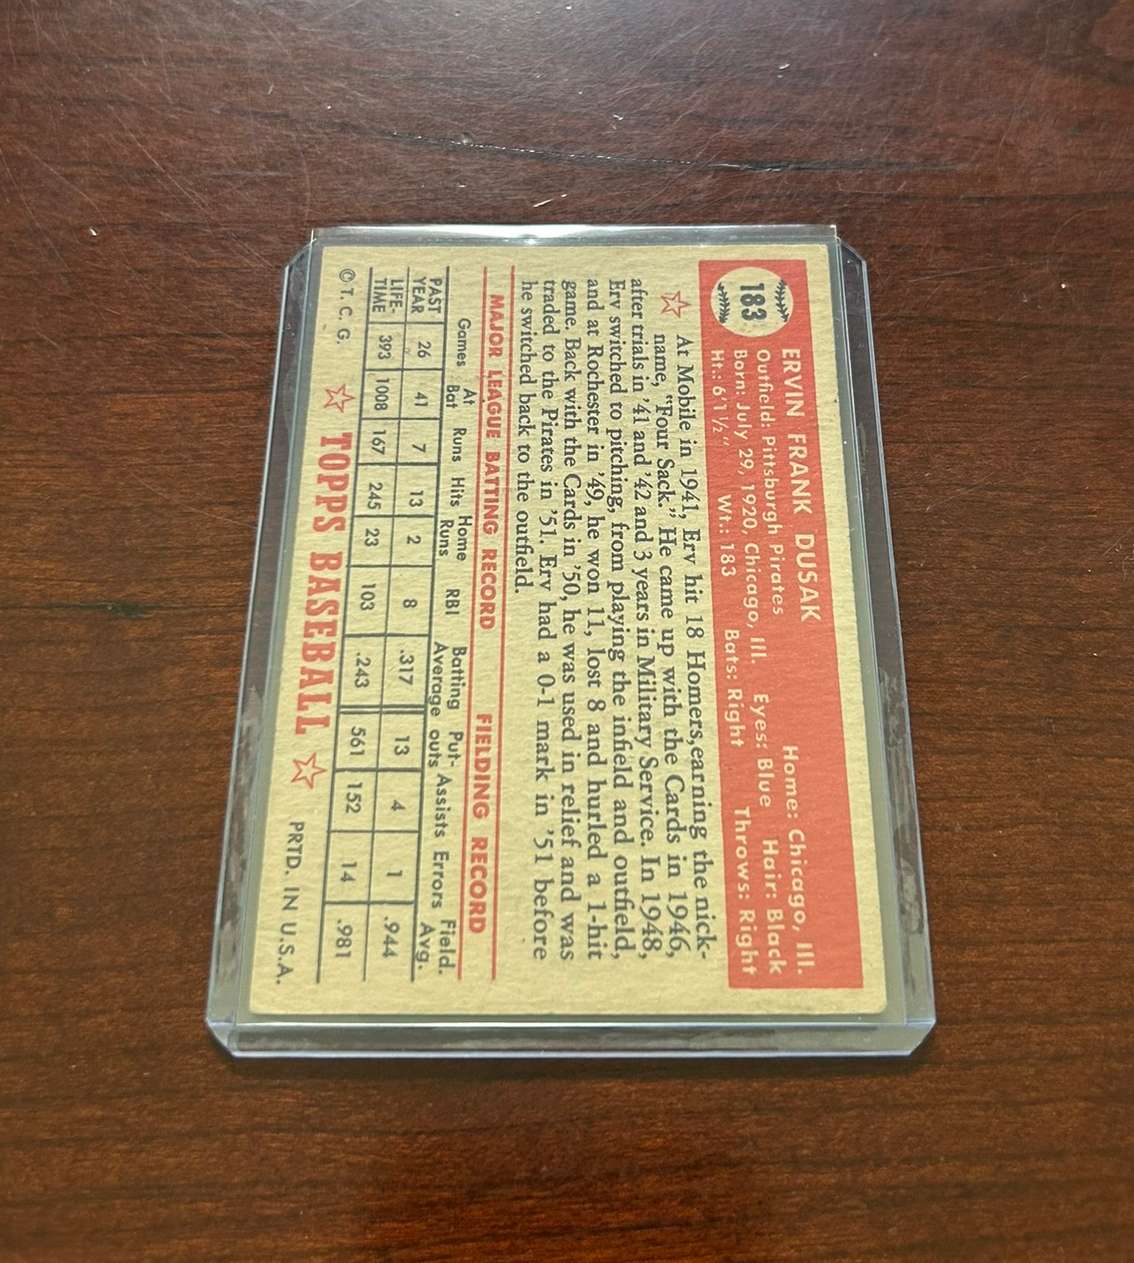 183
ERVIN FRANK DUSAK Home: Chicago, Ill.
Outfield: Pittsburgh Pirates
Born: July 29, 1920, Chicago, Ill. Eyes: Blue Hair: Black
Ht.: 6'1½" Wt.: 183 Bats: Right Throws: Right
At Mobile in 1941, Erv hit 18 Homers,earning the nick-
name, "Four Sack." He came up with the Cards in 1946,
after trials in '41 and '42 and 3 years in Military Service. In 1948,
Erv switched to pitching, from playing the infield and outfield,
and at Rochester in '49, he won 11, lost 8 and hurled a 1-hit
game. Back with the Cards in '50, he was used in relief and was
traded to the Pirates in '51. Erv had a 0-1 mark in '51 before
he switched back to the outfield.
MAJOR LEAGUE BATTING RECORD FIELDING RECORD
Games At Bat Runs Hits Home Runs RBI Batting Average Put-outs Assists Errors Field. Avg.
PAST YEAR 26 41 7 13 2 8 .317 13 4 1 .944
LIFE-TIME 393 1008 167 245 23 103 .243 561 152 14 .981
© T. C. G. TOPPS BASEBALL PRTD. IN U.S.A.